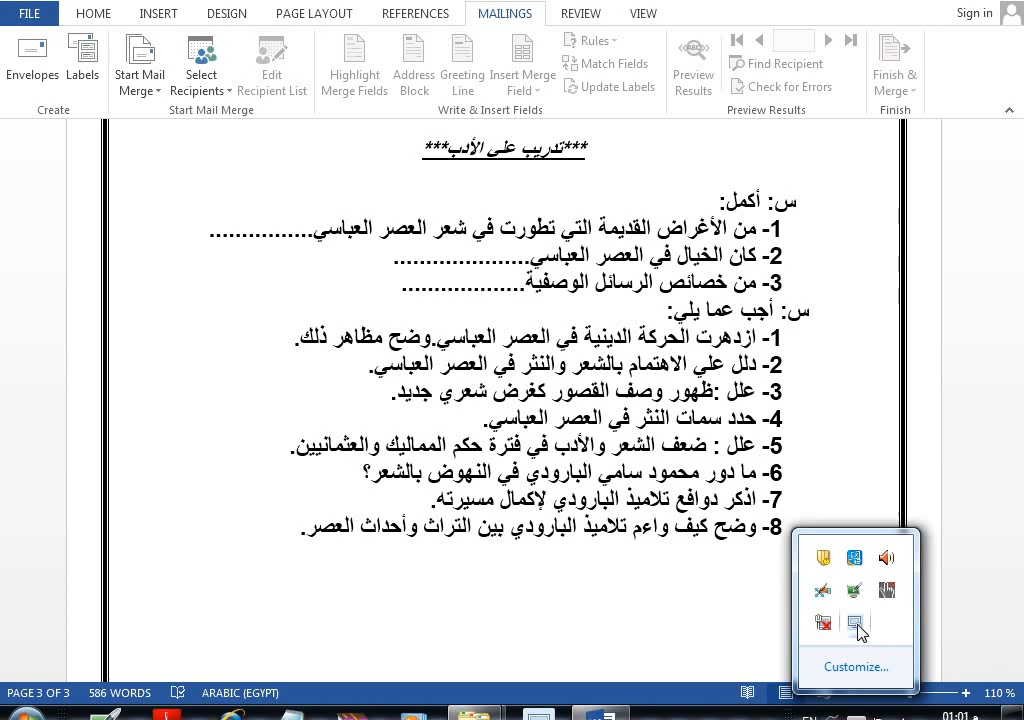 FILE HOME INSERT DESIGN PAGE LAYOUT REFERENCES MAILINGS REVIEW VIEW Sign in
Envelopes Labels Start Mail Merge Select Recipients Edit Recipient List Highlight Merge Fields Address Block Greeting Line Insert Merge Field Rules Match Fields Update Labels Preview Results Find Recipient Check for Errors Finish & Merge
Create Start Mail Merge Write & Insert Fields Preview Results Finish
***تدريب على الأدب***
س: أكمل:
1- من الأغراض القديمة التي تطورت في شعر العصر العباسي................
2- كان الخيال في العصر العباسي.....................
3- من خصائص الرسائل الوصفية...................
س: أجب عما يلي:
1- ازدهرت الحركة الدينية في العصر العباسي.وضح مظاهر ذلك.
2- دلل علي الاهتمام بالشعر والنثر في العصر العباسي.
3- علل :ظهور وصف القصور كغرض شعري جديد.
4- حدد سمات النثر في العصر العباسي.
5- علل : ضعف الشعر والأدب في فترة حكم المماليك والعثمانيين.
6- ما دور محمود سامي البارودي في النهوض بالشعر؟
7- اذكر دوافع تلاميذ البارودي لإكمال مسيرته.
8- وضح كيف واءم تلاميذ البارودي بين التراث وأحداث العصر.
Customize...
PAGE 3 OF 3 586 WORDS ARABIC (EGYPT) 110 %
EN 01:01